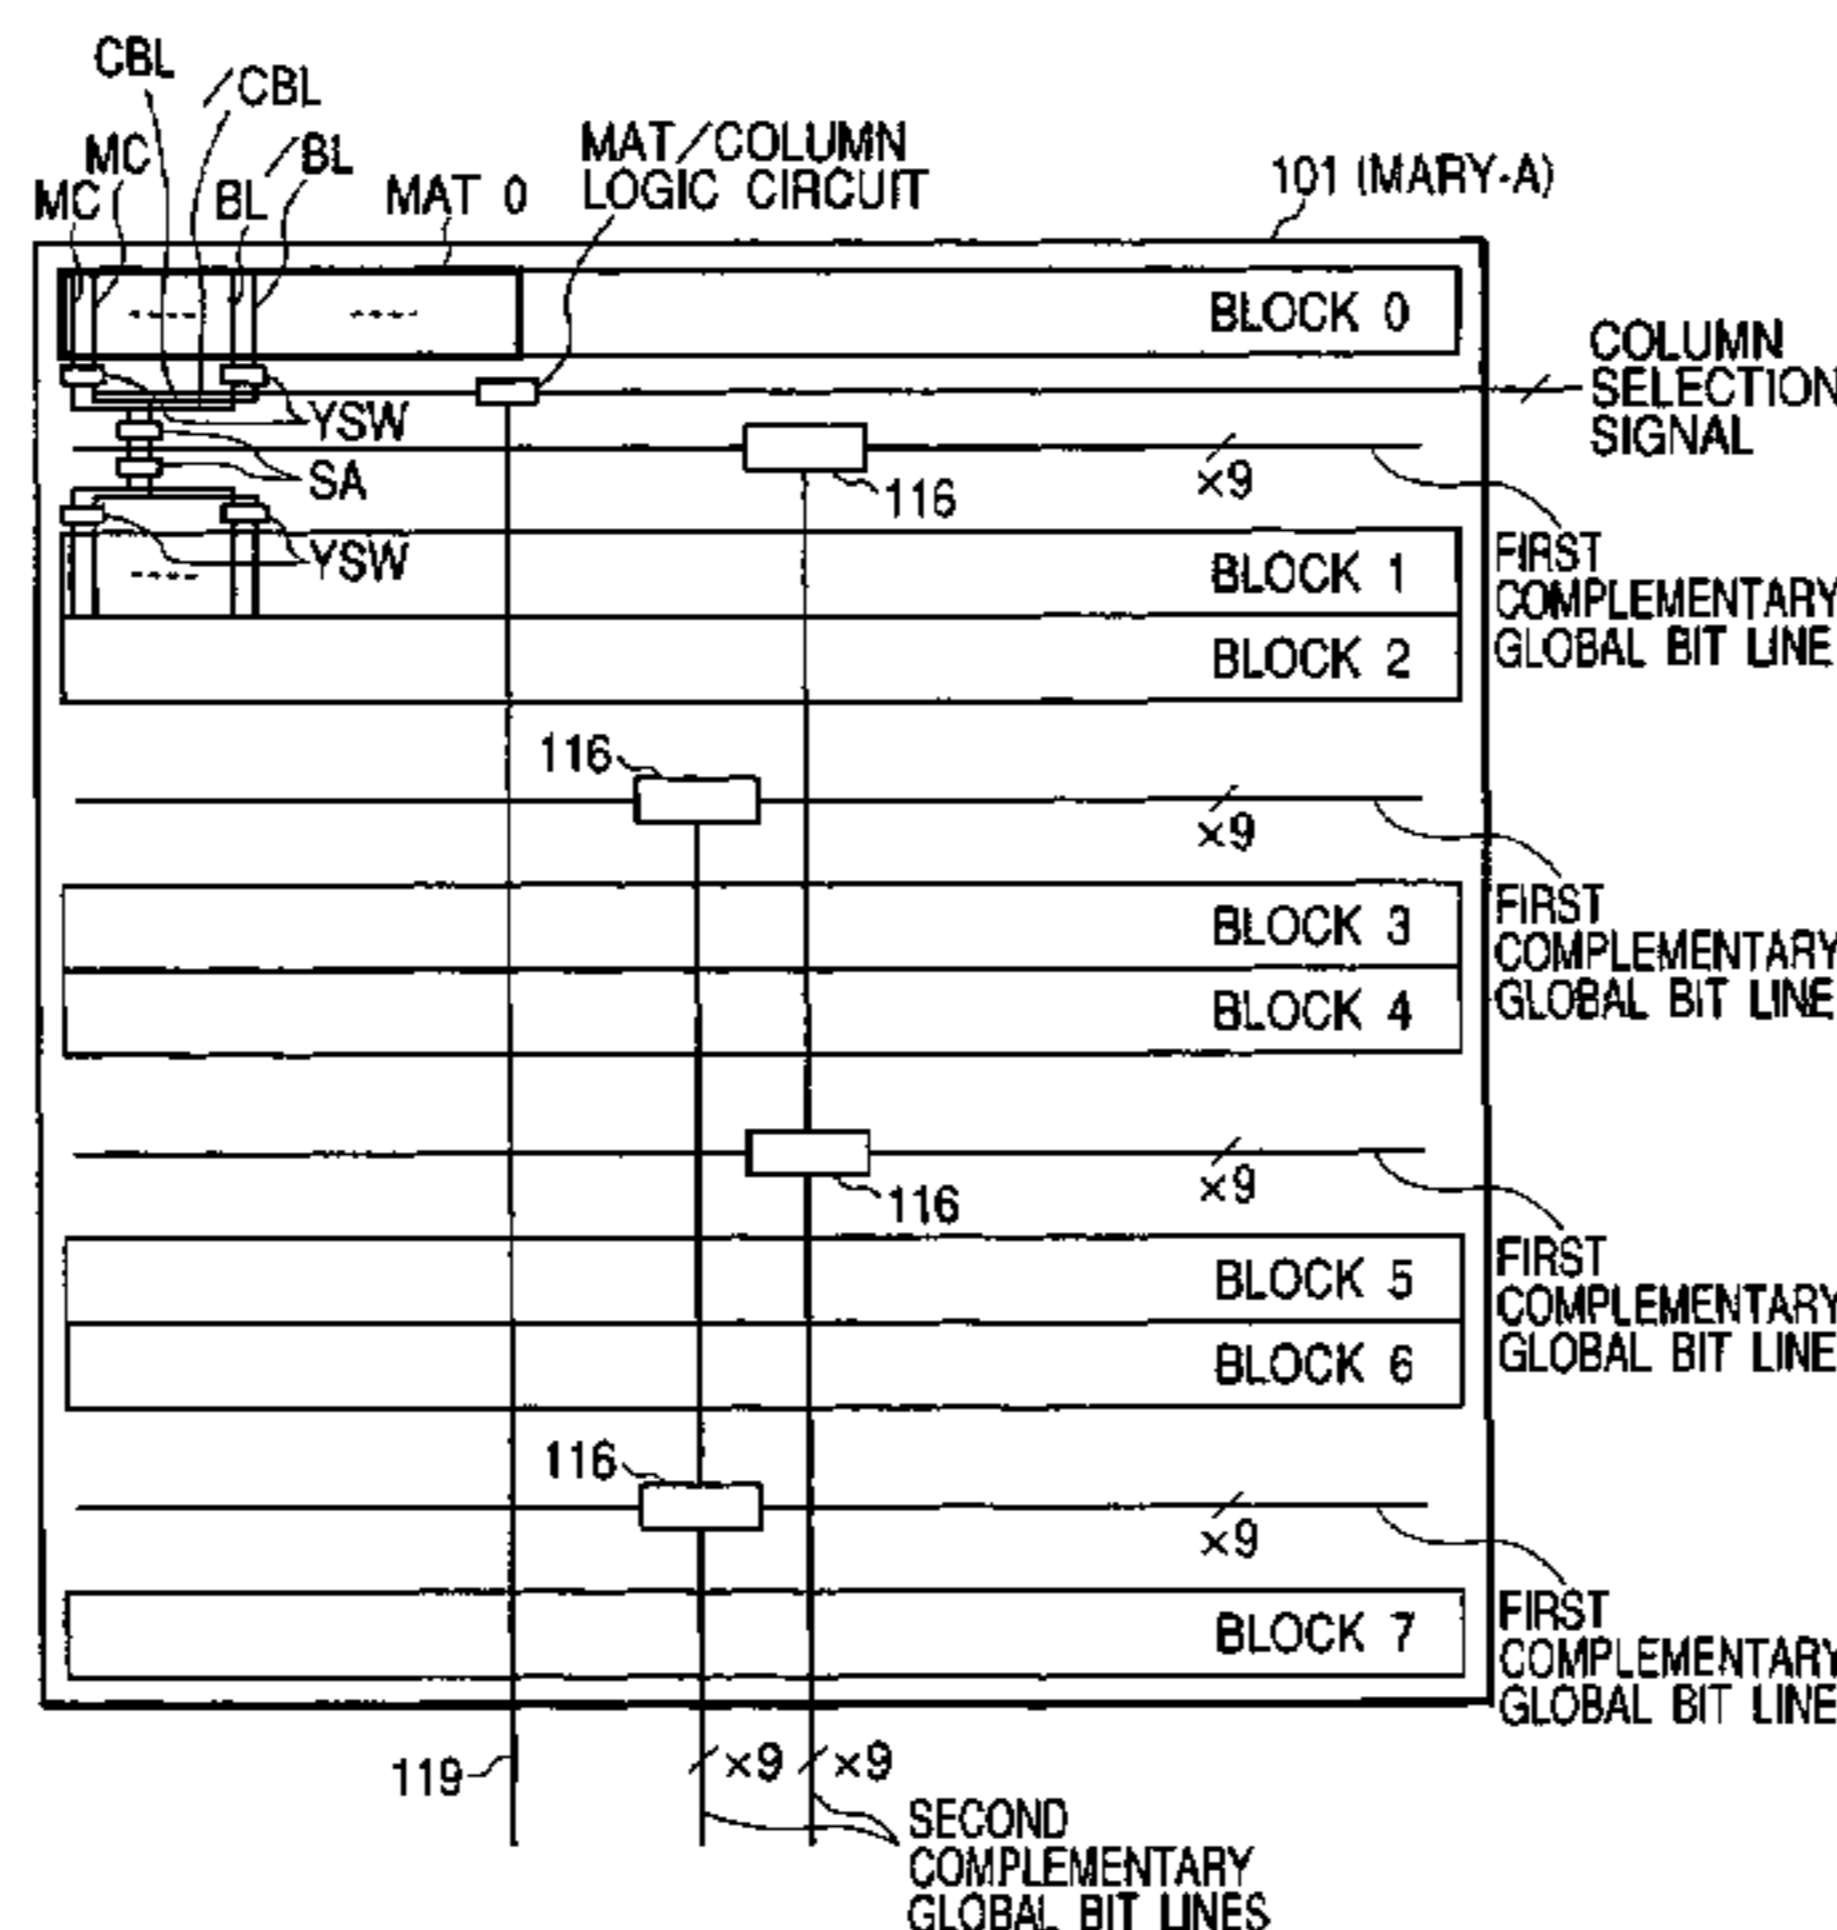 CBL
/CBL
MC
MC
BL
/BL
MAT 0
MAT/COLUMN
LOGIC CIRCUIT
101 (MARY-A)
BLOCK 0
COLUMN
SELECTION
SIGNAL
YSW
SA
116
×9
YSW
BLOCK 1
FIRST
COMPLEMENTARY
GLOBAL BIT LINE
BLOCK 2
116
×9
BLOCK 3
FIRST
COMPLEMENTARY
GLOBAL BIT LINE
BLOCK 4
116
×9
BLOCK 5
FIRST
COMPLEMENTARY
GLOBAL BIT LINE
BLOCK 6
116
×9
BLOCK 7
FIRST
COMPLEMENTARY
GLOBAL BIT LINE
119
×9
×9
SECOND
COMPLEMENTARY
GLOBAL BIT LINES